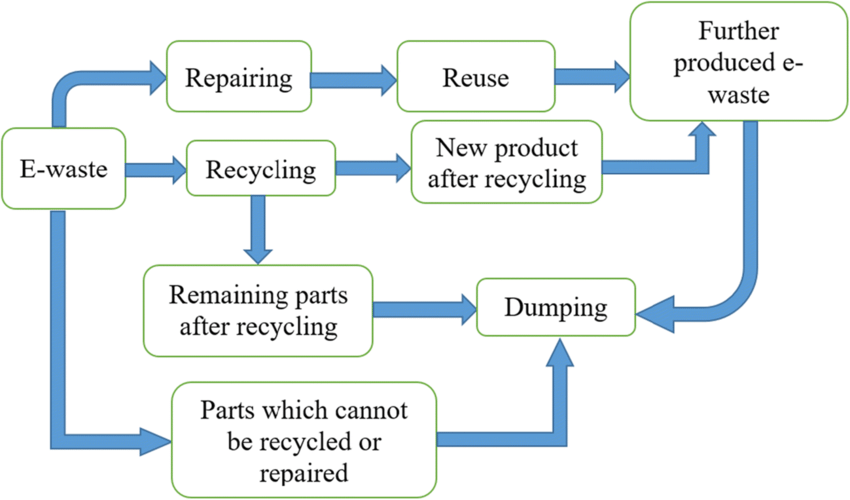 Further
produced e-
waste
Repairing
Reuse
E-waste
Recycling
New product
after recycling
Remaining parts
after recycling
Dumping
Parts which cannot
be recycled or
repaired